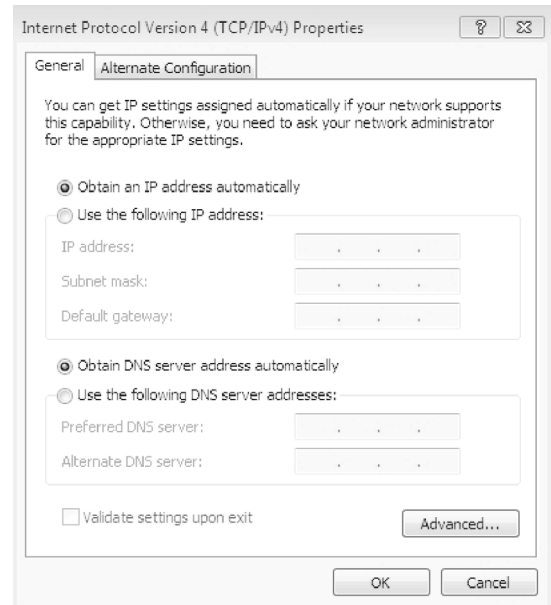 Internet Protocol Version 4 (TCP/IPv4) Properties
General
Alternate Configuration
You can get IP settings assigned automatically if your network supports
this capability. Otherwise, you need to ask your network administrator
for the appropriate IP settings.
Obtain an IP address automatically
Use the following IP address:
IP address:
Subnet mask:
Default gateway:
Obtain DNS server address automatically
Use the following DNS server addresses:
Preferred DNS server:
Alternate DNS server:
Validate settings upon exit
Advanced...
OK
Cancel